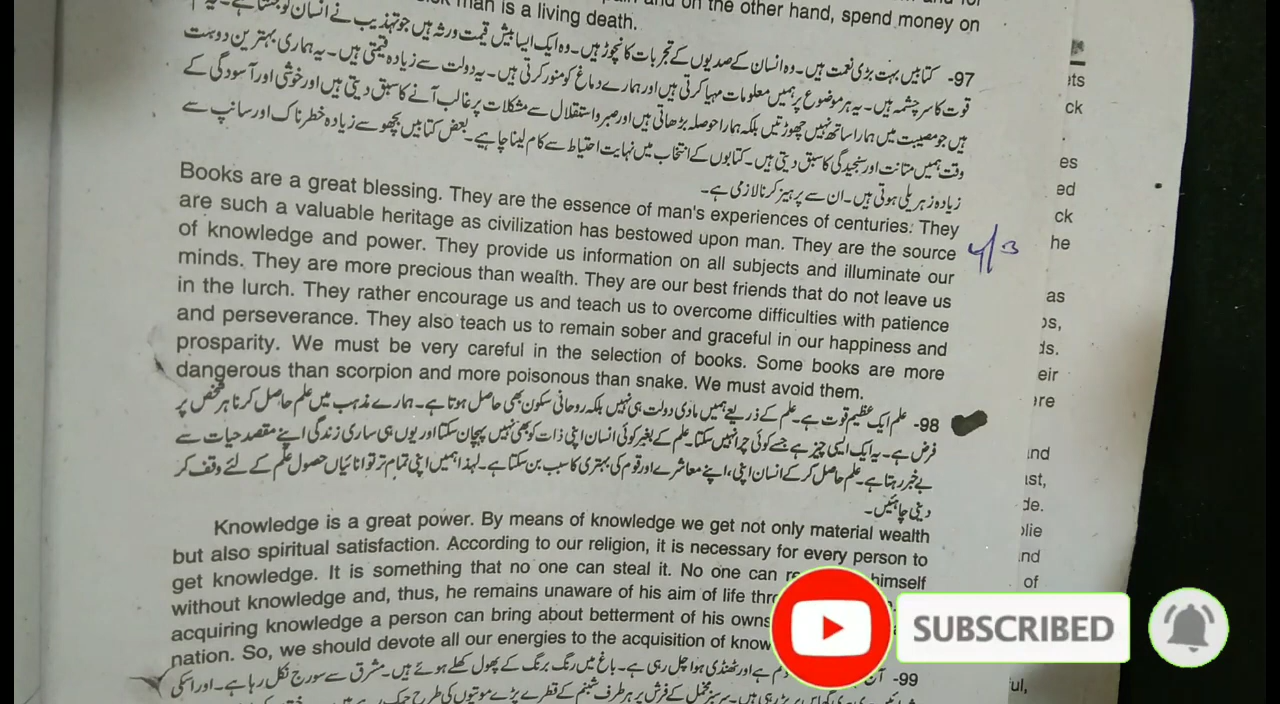 and on the other hand, spend money on
man is a living death.
97- کتابیں بہت بڑی نعمت ہیں۔ وہ انسان کے صدیوں کے تجربات کا نچوڑ ہیں۔ وہ ایک ایسا بیش قیمت ورثہ ہیں جو تہذیب نے انسان کو بخشا ہے۔ یہ
قوت کا سرچشمہ ہیں۔ یہ ہر موضوع پر ہمیں معلومات مہیا کرتی ہیں اور ہمارے دماغ کو منور کرتی ہیں۔ یہ دولت سے زیادہ قیمتی ہیں۔ یہ ہماری بہترین دوست
ہیں جو مصیبت میں ہمارا ساتھ نہیں چھوڑتیں بلکہ ہمارا حوصلہ بڑھاتی ہیں اور صبر و استقلال سے مشکلات پر غالب آنے کا سبق دیتی ہیں اور خوشی اور آسودگی کے
وقت ہمیں متانت اور سنجیدگی کا سبق دیتی ہیں۔ کتابوں کے انتخاب میں نہایت احتیاط سے کام لینا چاہیے۔ بعض کتابیں بچھو سے زیادہ خطرناک اور سانپ سے
زیادہ زہریلی ہوتی ہیں۔ ان سے پرہیز کرنا لازمی ہے۔
Books are a great blessing. They are the essence of man's experiences of centuries. They
are such a valuable heritage as civilization has bestowed upon man. They are the source
of knowledge and power. They provide us information on all subjects and illuminate our
minds. They are more precious than wealth. They are our best friends that do not leave us
in the lurch. They rather encourage us and teach us to overcome difficulties with patience
and perseverance. They also teach us to remain sober and graceful in our happiness and
prosparity. We must be very careful in the selection of books. Some books are more
dangerous than scorpion and more poisonous than snake. We must avoid them.
98- علم ایک عظیم قوت ہے۔ علم کے ذریعے ہمیں مادی دولت ہی نہیں بلکہ روحانی سکون بھی حاصل ہوتا ہے۔ ہمارے مذہب میں علم حاصل کرنا ہر شخص پر
فرض ہے۔ یہ ایک ایسی چیز ہے جسے کوئی چرا نہیں سکتا۔ علم کے بغیر کوئی انسان اپنی ذات کو بھی نہیں پہچان سکتا اور یوں ہی ساری زندگی اپنے مقصد حیات سے
بے خبر رہتا ہے۔ علم حاصل کر کے انسان اپنی، اپنے معاشرے اور قوم کی بہتری کا سبب بن سکتا ہے۔ لہذا ہمیں اپنی تمام تر توانائیاں حصول علم کے لئے وقف کر
دینی چاہئیں۔
Knowledge is a great power. By means of knowledge we get not only material wealth
but also spiritual satisfaction. According to our religion, it is necessary for every person to
get knowledge. It is something that no one can steal it. No one can himself
without knowledge and, thus, he remains unaware of his aim of life
acquiring knowledge a person can bring about betterment of his
nation. So, we should devote all our energies to the acquisition of
99- ہے اور ٹھنڈی ہوا چل رہی ہے۔ باغ میں رنگ برنگ کے پھول کھلے ہوئے ہیں۔ مشرق سے سورج نکل رہا ہے۔ اور اسکی
سرسبز مخمل کے فرش پر ہر طرف شبنم کے قطرے پڑے موتیوں کی طرح
SUBSCRIBED